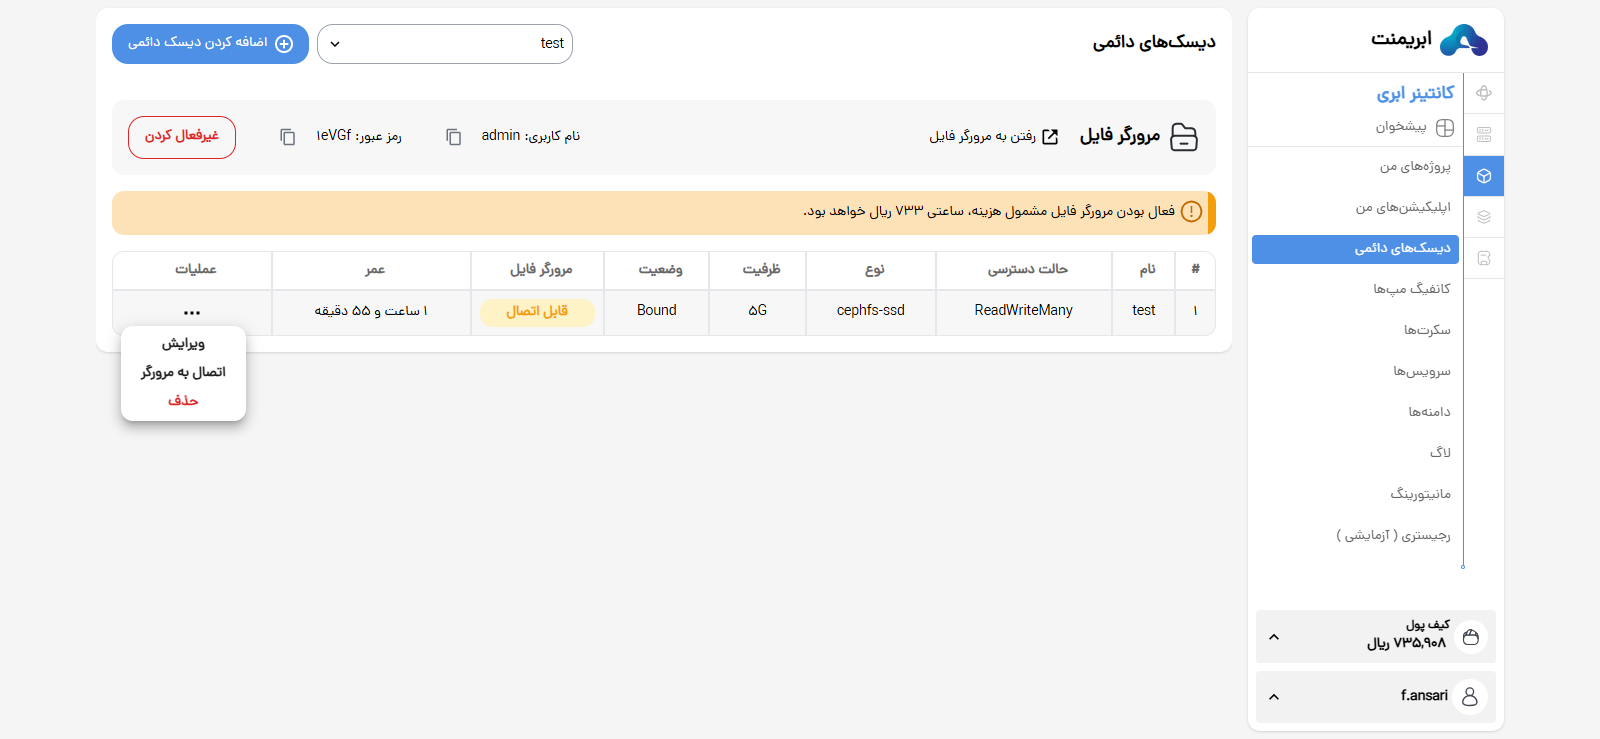 ابریمنت
کانتینر ابری
پیشخوان
پروژه‌های من
اپلیکیشن‌های من
دیسک‌های دائمی
کانفیگ مپ‌ها
سکرت‌ها
سرویس‌ها
دامنه‌ها
لاگ
مانیتورینگ
رجیستری ( آزمایشی )
کیف پول
۷۳۵,۹۰۸ ریال
f.ansari
دیسک‌های دائمی
test
اضافه کردن دیسک دائمی
مرورگر فایل
رفتن به مرورگر فایل
نام کاربری: admin
رمز عبور: ۱eVGf
غیرفعال کردن
فعال بودن مرورگر فایل مشمول هزینه، ساعتی ۷۳۳ ریال خواهد بود.
# نام حالت دسترسی نوع ظرفیت وضعیت مرورگر فایل عمر عملیات
۱ test ReadWriteMany cephfs-ssd ۵G Bound قابل اتصال ۱ ساعت و ۵۵ دقیقه ...
ویرایش
اتصال به مرورگر
حذف